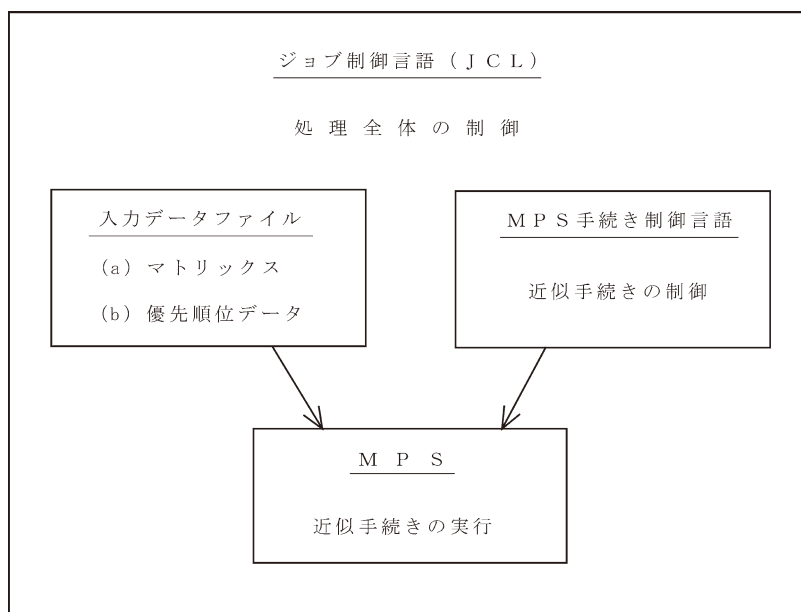 ジョブ制御言語(JCL)
処理全体の制御
入力データファイル
(a)マトリックス
(b)優先順位データ
MPS手続き制御言語
近似手続きの制御
MPS
近似手続きの実行